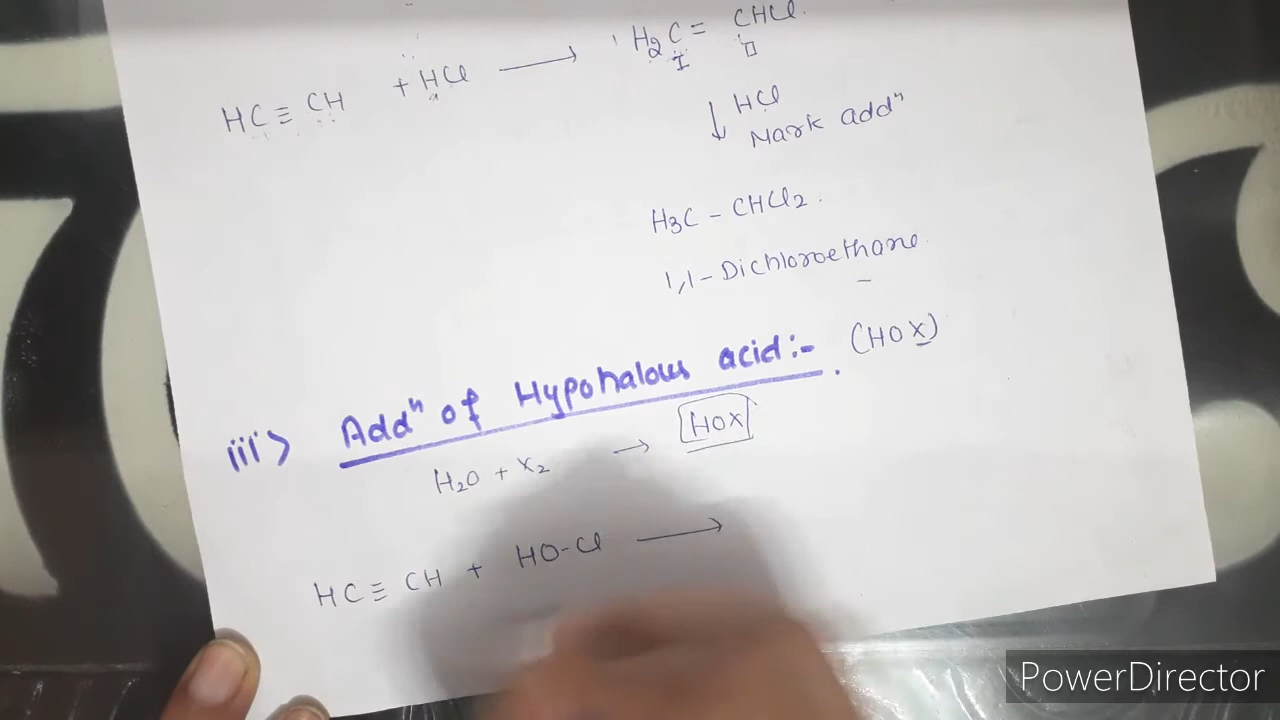 HC ≡ CH + HCl ⟶ H2C = CHCl.
I II
↓ HCl
Mark addⁿ
H3C - CHCl2.
1,1-Dichloroethane.
iii> Addⁿ of Hypohalous acid:- (HOX)
H2O + X2 → HOX
HC ≡ CH + HO-Cl ⟶
PowerDirector